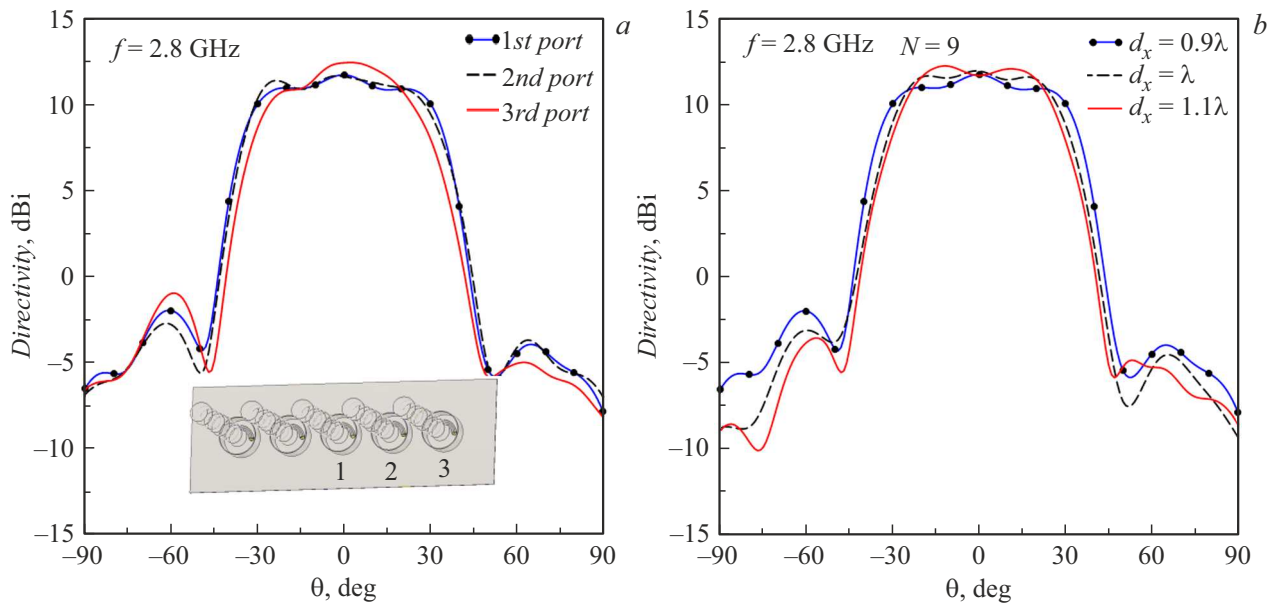 a
f = 2.8 GHz
1st port
2nd port
3rd port
Directivity, dBi
15
10
5
0
–5
–10
–15
1 2 3
–90 –60 –30 0 30 60 90
θ, deg
b
f = 2.8 GHz N = 9
dₓ = 0.9λ
dₓ = λ
dₓ = 1.1λ
Directivity, dBi
15
10
5
0
–5
–10
–15
–90 –60 –30 0 30 60 90
θ, deg